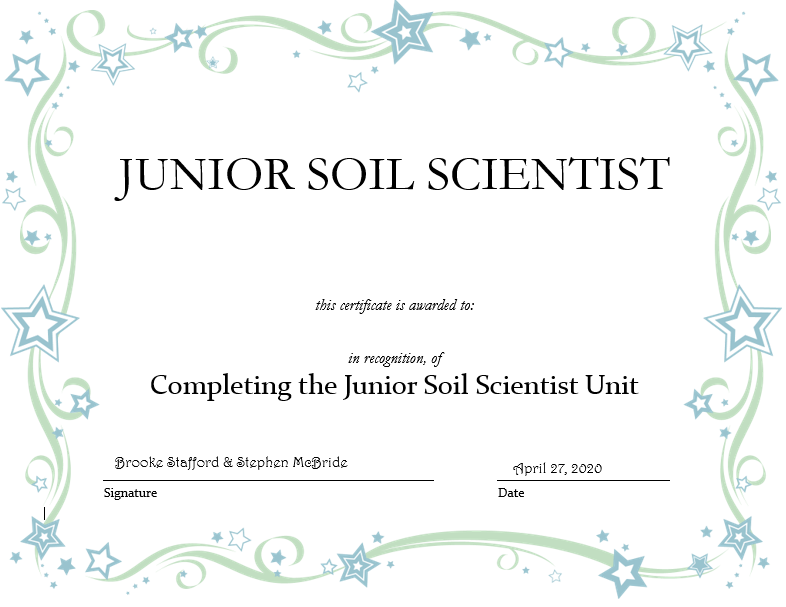 JUNIOR SOIL SCIENTIST
this certificate is awarded to:
in recognition, of
Completing the Junior Soil Scientist Unit
Brooke Stafford & Stephen McBride
April 27, 2020
Signature
Date